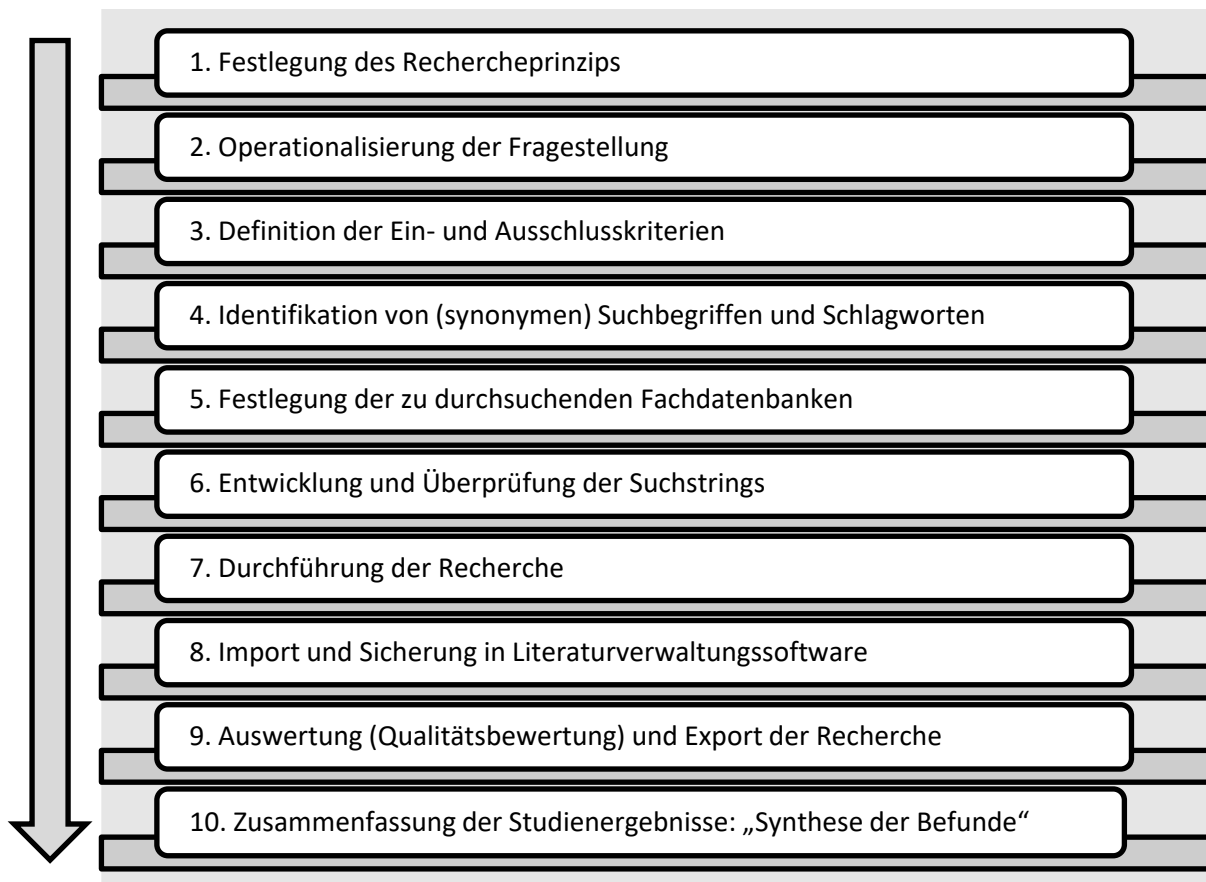 1. Festlegung des Rechercheprinzips
2. Operationalisierung der Fragestellung
3. Definition der Ein- und Ausschlusskriterien
4. Identifikation von (synonymen) Suchbegriffen und Schlagworten
5. Festlegung der zu durchsuchenden Fachdatenbanken
6. Entwicklung und Überprüfung der Suchstrings
7. Durchführung der Recherche
8. Import und Sicherung in Literaturverwaltungssoftware
9. Auswertung (Qualitätsbewertung) und Export der Recherche
10. Zusammenfassung der Studienergebnisse: „Synthese der Befunde“